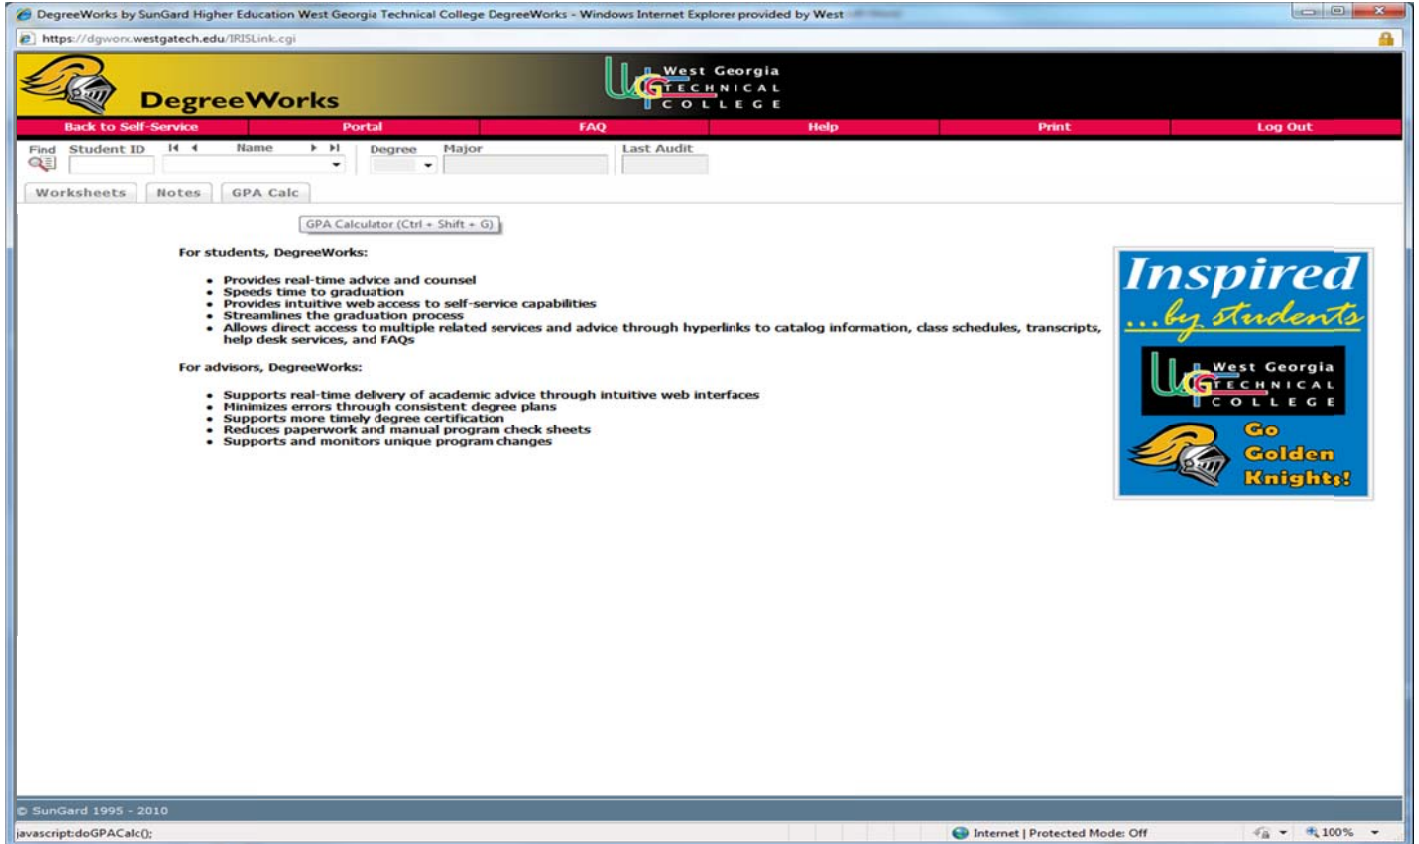 DegreeWorks by SunGard Higher Education West Georgia Technical College DegreeWorks - Windows Internet Explorer provided by West
https://dgworx.westgatech.edu/IRISLink.cgi
DegreeWorks
West Georgia
TECHNICAL
COLLEGE
Back to Self-Service Portal FAQ Help Print Log Out
Find Student ID Name Degree Major Last Audit
Worksheets Notes GPA Calc
GPA Calculator (Ctrl + Shift + G)
For students, DegreeWorks:
• Provides real-time advice and counsel
• Speeds time to graduation
• Provides intuitive web access to self-service capabilities
• Streamlines the graduation process
• Allows direct access to multiple related services and advice through hyperlinks to catalog information, class schedules, transcripts,
help desk services, and FAQs
For advisors, DegreeWorks:
• Supports real-time delivery of academic advice through intuitive web interfaces
• Minimizes errors through consistent degree plans
• Supports more timely degree certification
• Reduces paperwork and manual program check sheets
• Supports and monitors unique program changes
Inspired
...by students
West Georgia
TECHNICAL
COLLEGE
Go
Golden
Knights!
© SunGard 1995 - 2010
javascript:doGPACalc(); Internet | Protected Mode: Off 100%